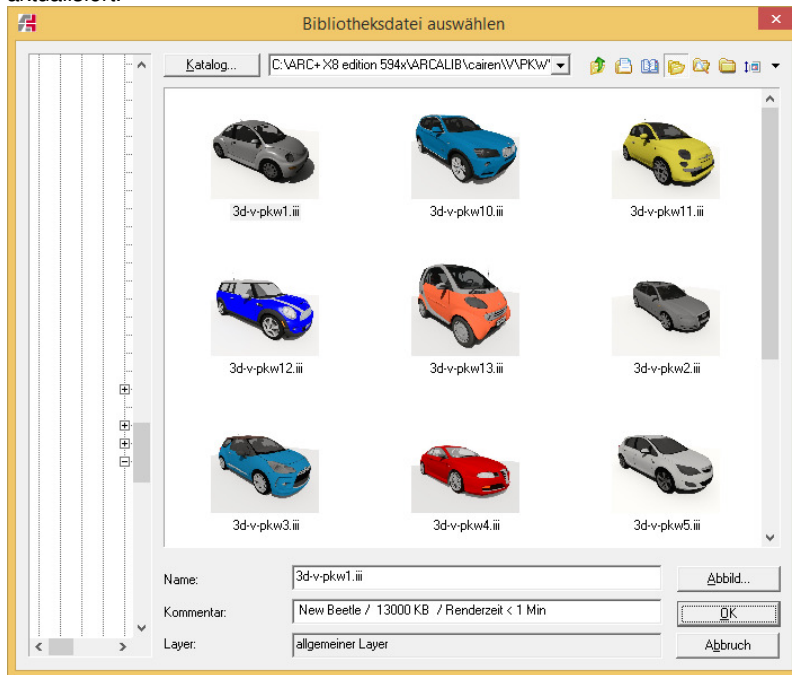 aktualisiert.
Bibliotheksdatei auswählen
Katalog... C:\ARC+ X8 edition 594x\ARCALIB\cairen\V\PKW\
3d-v-pkw1.iii 3d-v-pkw10.iii 3d-v-pkw11.iii
3d-v-pkw12.iii 3d-v-pkw13.iii 3d-v-pkw2.iii
3d-v-pkw3.iii 3d-v-pkw4.iii 3d-v-pkw5.iii
Name: 3d-v-pkw1.iii Abbild...
Kommentar: New Beetle / 13000 KB / Renderzeit < 1 Min OK
Layer: allgemeiner Layer Abbruch